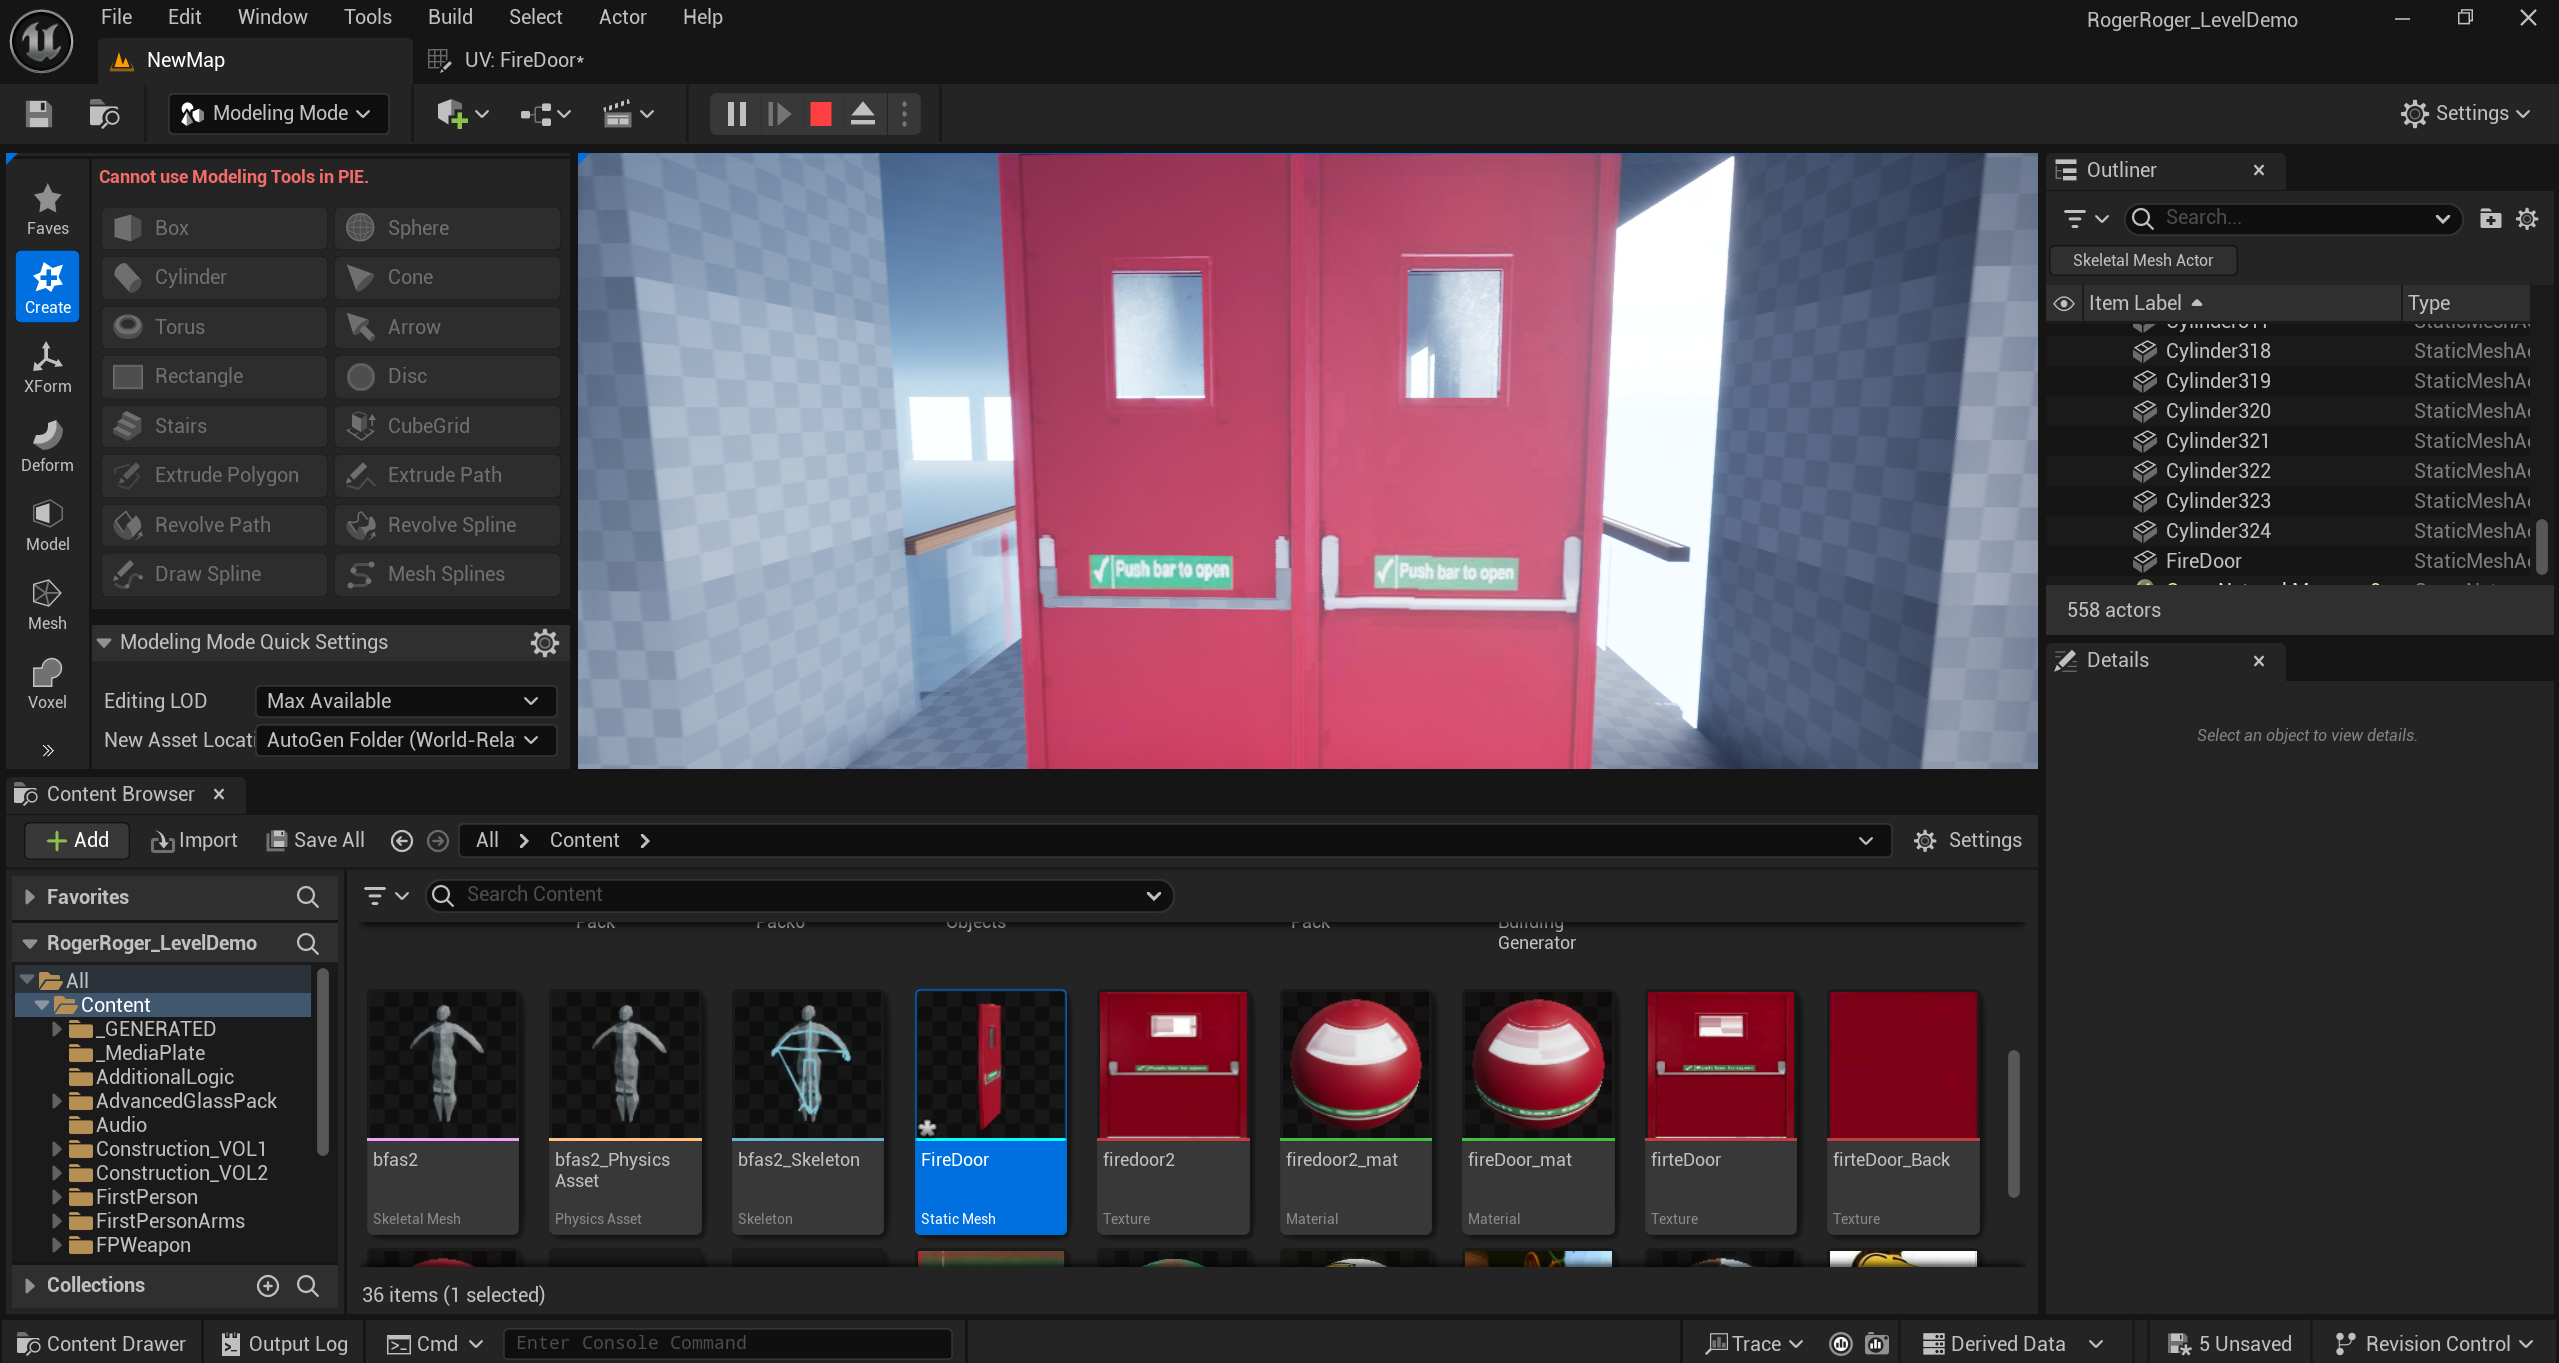 File Edit Window Tools Build Select Actor Help
RogerRoger_LevelDemo
NewMap
UV: FireDoor*
Modeling Mode
Settings
Cannot use Modeling Tools in PIE.
Faves
Create
XForm
Deform
Model
Mesh
Voxel
Box
Sphere
Cylinder
Cone
Torus
Arrow
Rectangle
Disc
Stairs
CubeGrid
Extrude Polygon
Extrude Path
Revolve Path
Revolve Spline
Draw Spline
Mesh Splines
Modeling Mode Quick Settings
Editing LOD
Max Available
New Asset Locati
AutoGen Folder (World-Rela
Push bar to open
Push bar to open
Outliner
Search...
Skeletal Mesh Actor
Item Label
Type
Cylinder318 StaticMeshA
Cylinder319 StaticMeshA
Cylinder320 StaticMeshA
Cylinder321 StaticMeshA
Cylinder322 StaticMeshA
Cylinder323 StaticMeshA
Cylinder324 StaticMeshA
FireDoor StaticMeshA
558 actors
Details
Select an object to view details.
Content Browser
Add
Import
Save All
All
Content
Settings
Favorites
RogerRoger_LevelDemo
All
Content
_GENERATED
_MediaPlate
AdditionalLogic
AdvancedGlassPack
Audio
Construction_VOL1
Construction_VOL2
FirstPerson
FirstPersonArms
FPWeapon
Collections
Search Content
Pack
Objects
Pack
Building
Generator
bfas2
Skeletal Mesh
bfas2_Physics
Asset
Physics Asset
bfas2_Skeleton
Skeleton
FireDoor
Static Mesh
firedoor2
Texture
firedoor2_mat
Material
fireDoor_mat
Material
firteDoor
Texture
firteDoor_Back
Texture
36 items (1 selected)
Content Drawer
Output Log
Cmd
Enter Console Command
Trace
Derived Data
5 Unsaved
Revision Control